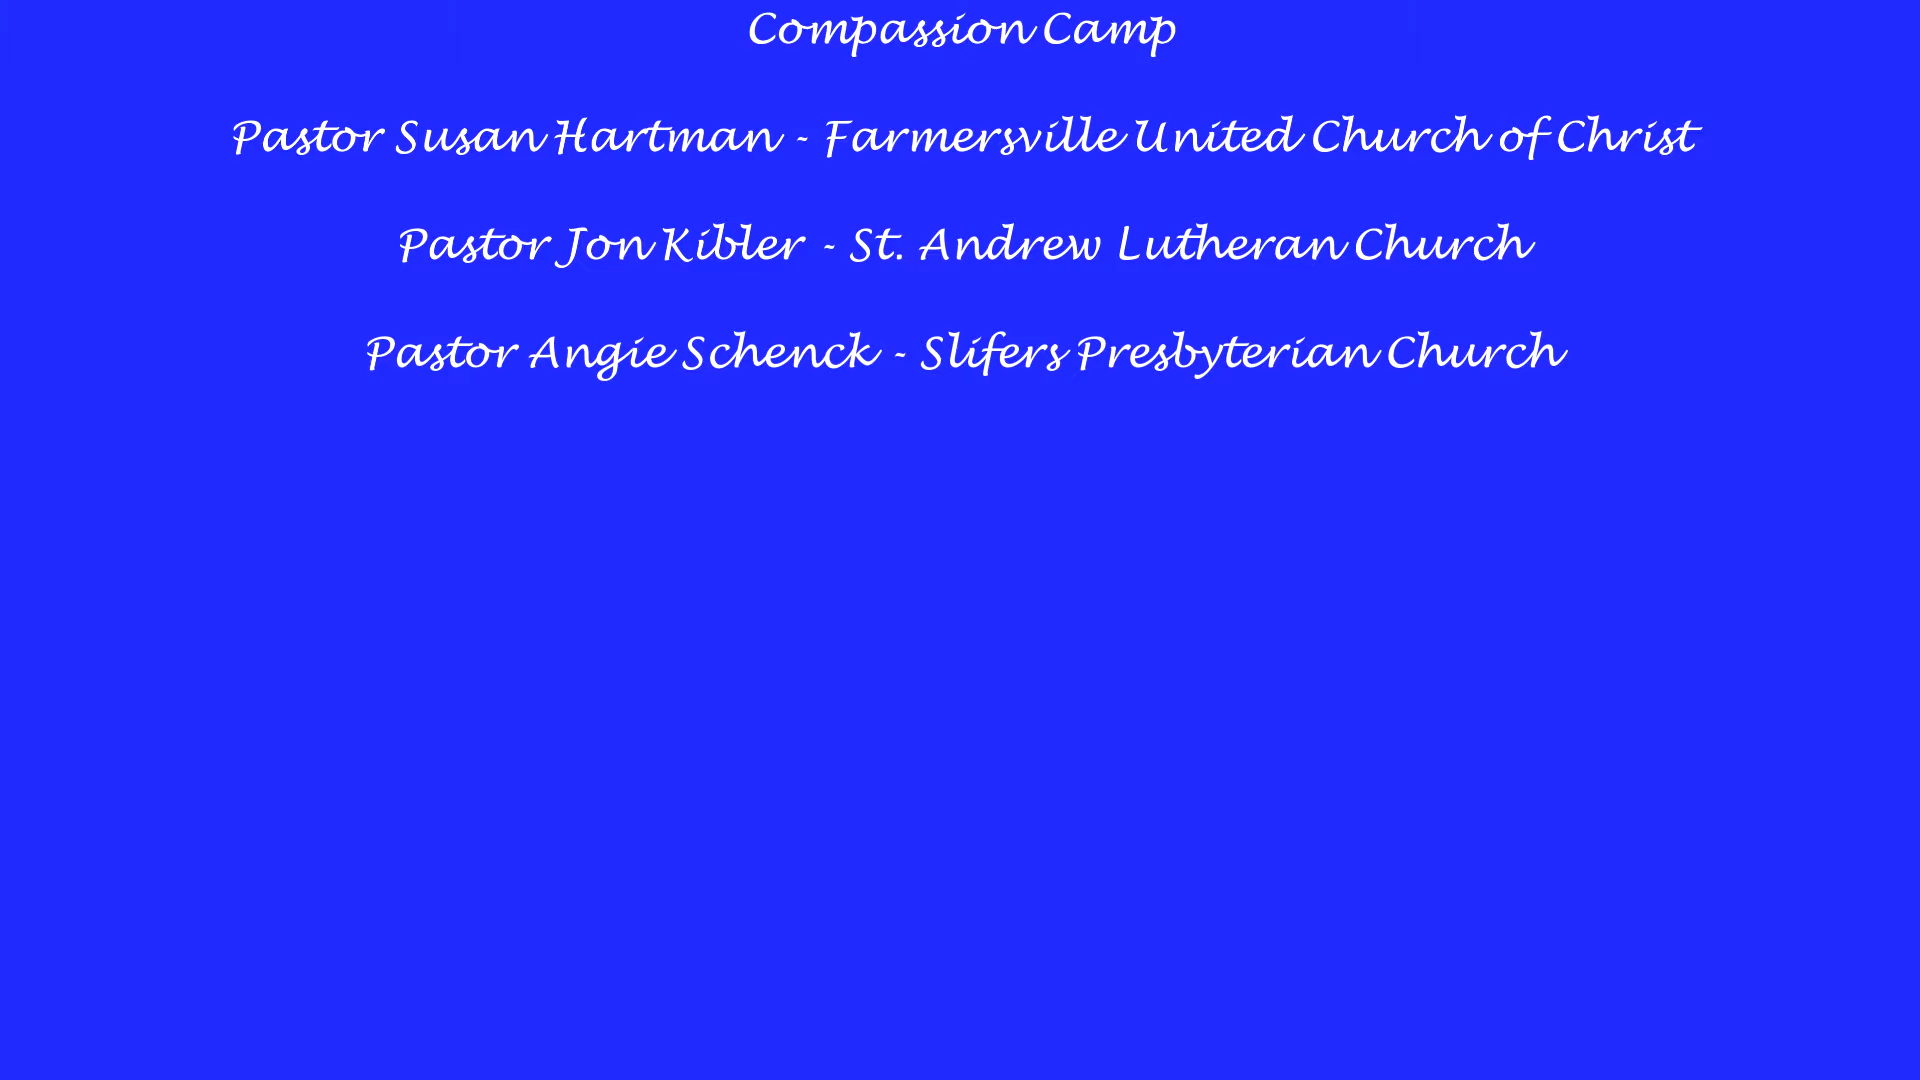 Compassion Camp
Pastor Susan Hartman - Farmersville United Church of Christ
Pastor Jon Kibler - St. Andrew Lutheran Church
Pastor Angie Schenck - Slifers Presbyterian Church